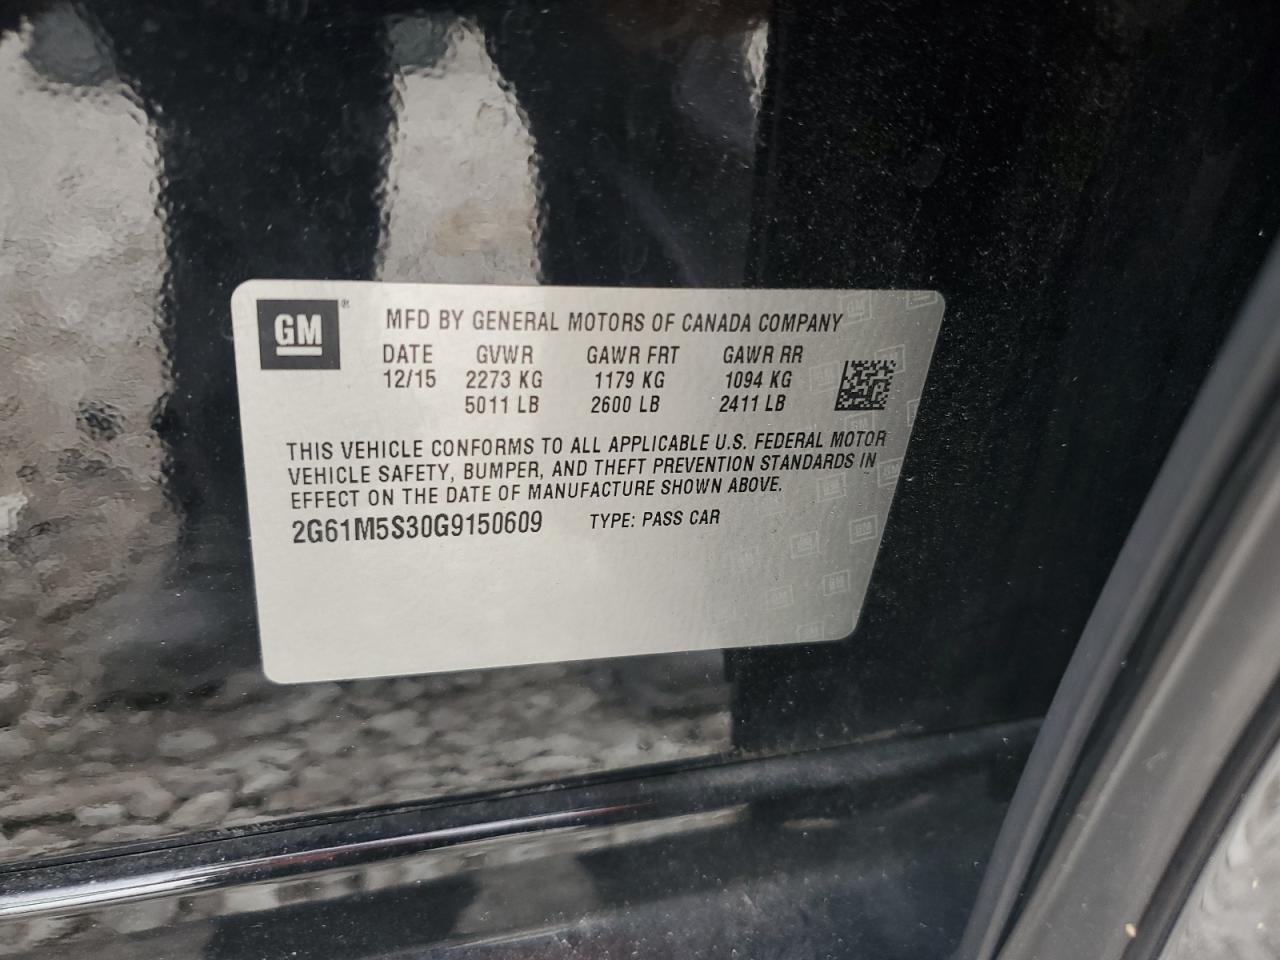 GM ®
MFD BY GENERAL MOTORS OF CANADA COMPANY
DATE GVWR GAWR FRT GAWR RR
12/15 2273 KG 1179 KG 1094 KG
5011 LB 2600 LB 2411 LB
THIS VEHICLE CONFORMS TO ALL APPLICABLE U.S. FEDERAL MOTOR
VEHICLE SAFETY, BUMPER, AND THEFT PREVENTION STANDARDS IN
EFFECT ON THE DATE OF MANUFACTURE SHOWN ABOVE.
2G61M5S30G9150609 TYPE: PASS CAR